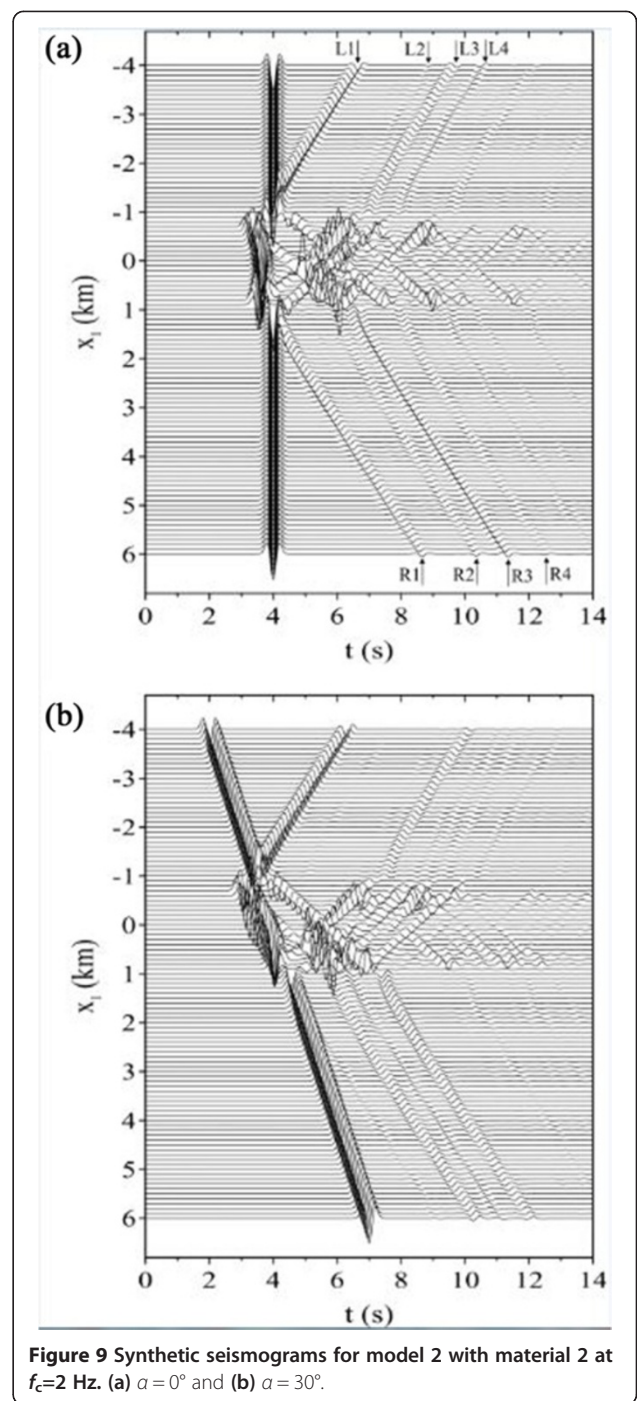 (a)
L1 L2 L3 L4
-4
-3
-2
-1
0
1
2
3
4
5
6
x₁ (km)
R1 R2 R3 R4
0 2 4 6 8 10 12 14
t (s)
(b)
-4
-3
-2
-1
0
1
2
3
4
5
6
x₁ (km)
0 2 4 6 8 10 12 14
t (s)
Figure 9 Synthetic seismograms for model 2 with material 2 at
f_c=2 Hz. (a) α = 0° and (b) α = 30°.